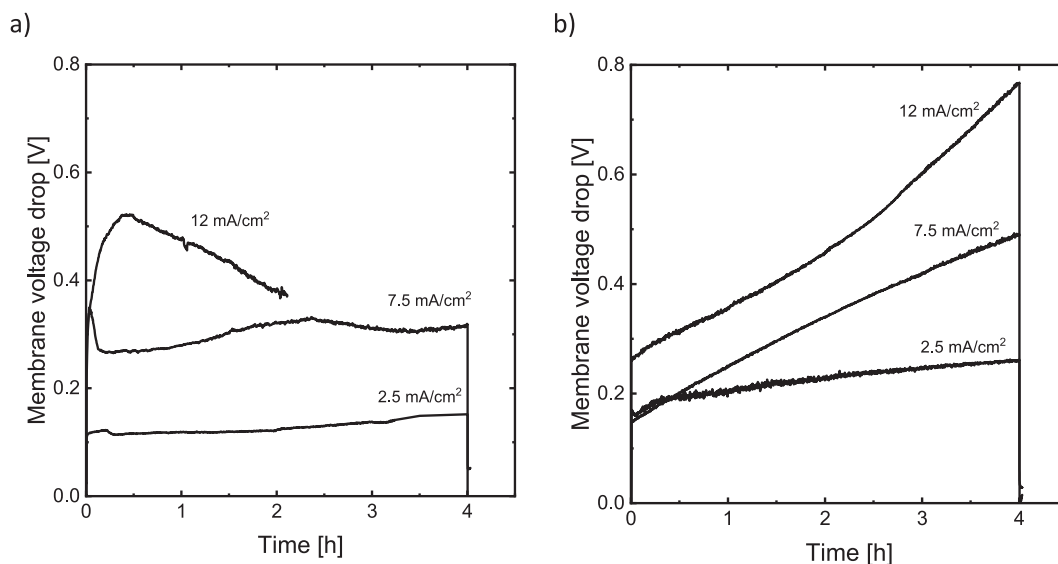 a)
Membrane voltage drop [V]
0.8
0.6
0.4
0.2
0.0
12 mA/cm²
7.5 mA/cm²
2.5 mA/cm²
0 1 2 3 4
Time [h]
b)
Membrane voltage drop [V]
0.8
0.6
0.4
0.2
0.0
12 mA/cm²
7.5 mA/cm²
2.5 mA/cm²
0 1 2 3 4
Time [h]